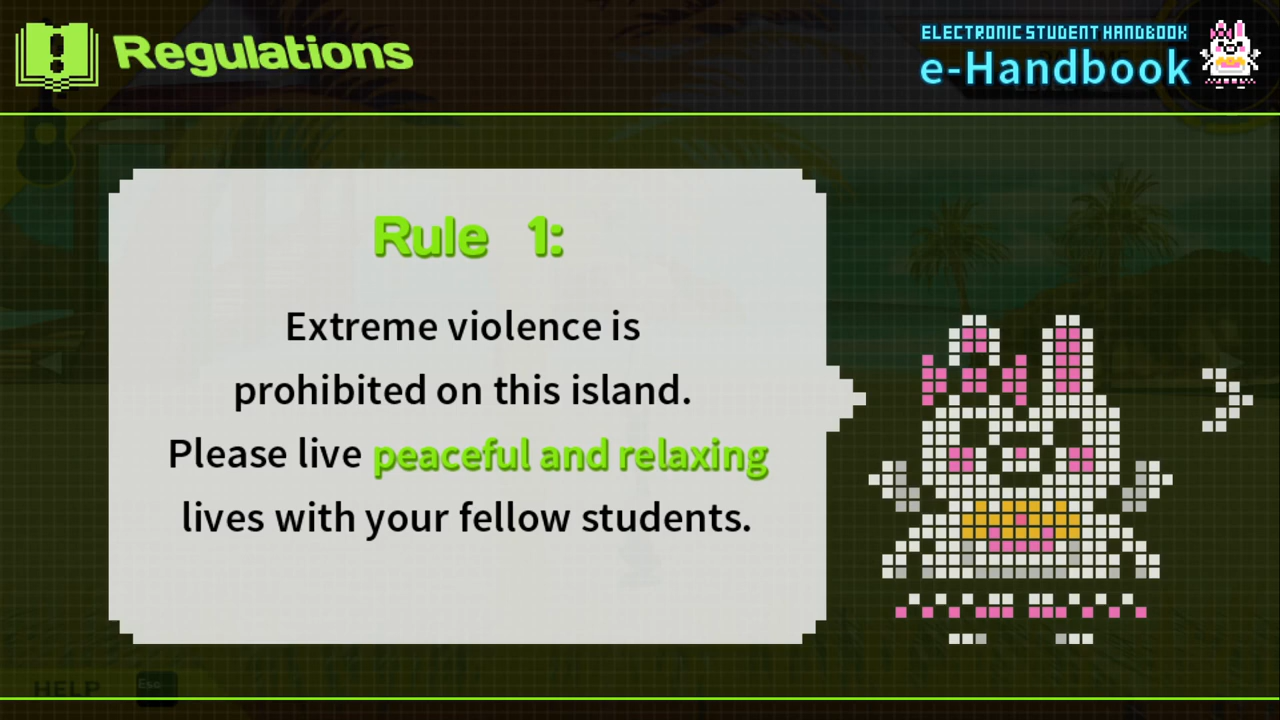 Regulations
ELECTRONIC STUDENT HANDBOOK
e-Handbook
Rule 1:
Extreme violence is
prohibited on this island.
Please live peaceful and relaxing
lives with your fellow students.
HELP Esc